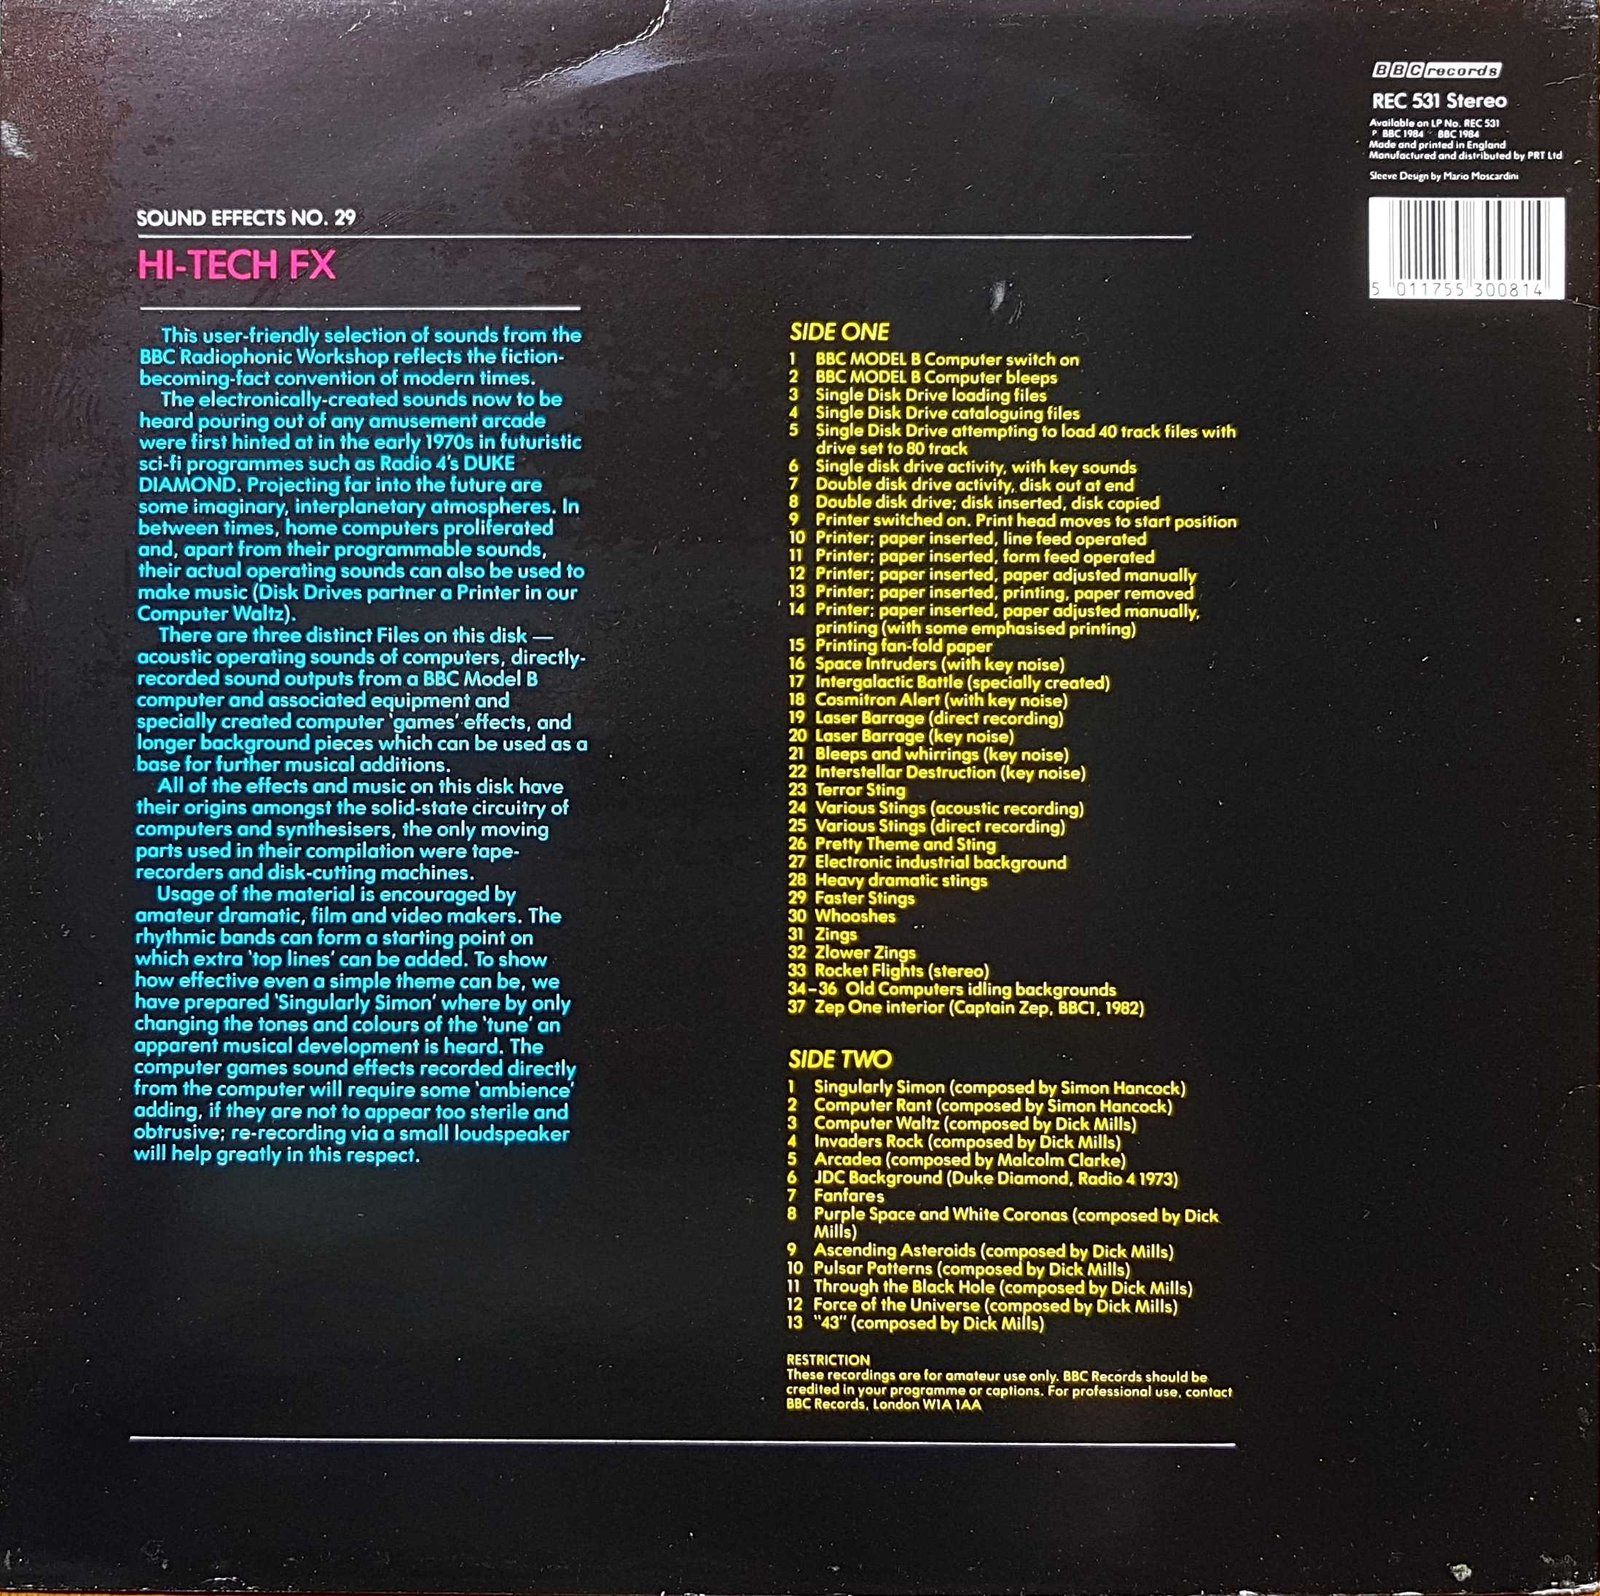 BBC records
REC 531 Stereo
Available on LP No. REC 531
P BBC 1984 BBC 1984
Made and printed in England
Manufactured and distributed by PRT Ltd
Sleeve Design by Mario Moscardini
5 011755 300814
SOUND EFFECTS NO. 29
HI-TECH FX
This user-friendly selection of sounds from the
BBC Radiophonic Workshop reflects the fiction-
becoming-fact convention of modern times.
The electronically-created sounds now to be
heard pouring out of any amusement arcade
were first hinted at in the early 1970s in futuristic
sci-fi programmes such as Radio 4's DUKE
DIAMOND. Projecting far into the future are
some imaginary, interplanetary atmospheres. In
between times, home computers proliferated
and, apart from their programmable sounds,
their actual operating sounds can also be used to
make music (Disk Drives partner a Printer in our
Computer Waltz).
There are three distinct Files on this disk —
acoustic operating sounds of computers, directly-
recorded sound outputs from a BBC Model B
computer and associated equipment and
specially created computer 'games' effects, and
longer background pieces which can be used as a
base for further musical additions.
All of the effects and music on this disk have
their origins amongst the solid-state circuitry of
computers and synthesisers, the only moving
parts used in their compilation were tape-
recorders and disk-cutting machines.
Usage of the material is encouraged by
amateur dramatic, film and video makers. The
rhythmic bands can form a starting point on
which extra 'top lines' can be added. To show
how effective even a simple theme can be, we
have prepared 'Singularly Simon' where by only
changing the tones and colours of the 'tune' an
apparent musical development is heard. The
computer games sound effects recorded directly
from the computer will require some 'ambience'
adding, if they are not to appear too sterile and
obtrusive; re-recording via a small loudspeaker
will help greatly in this respect.
SIDE ONE
1 BBC MODEL B Computer switch on
2 BBC MODEL B Computer bleeps
3 Single Disk Drive loading files
4 Single Disk Drive cataloguing files
5 Single Disk Drive attempting to load 40 track files with
drive set to 80 track
6 Single disk drive activity, with key sounds
7 Double disk drive activity, disk out at end
8 Double disk drive; disk inserted, disk copied
9 Printer switched on. Print head moves to start position
10 Printer; paper inserted, line feed operated
11 Printer; paper inserted, form feed operated
12 Printer; paper inserted, paper adjusted manually
13 Printer; paper inserted, printing, paper removed
14 Printer; paper inserted, paper adjusted manually,
printing (with some emphasised printing)
15 Printing fan-fold paper
16 Space Intruders (with key noise)
17 Intergalactic Battle (specially created)
18 Cosmitron Alert (with key noise)
19 Laser Barrage (direct recording)
20 Laser Barrage (key noise)
21 Bleeps and whirrings (key noise)
22 Interstellar Destruction (key noise)
23 Terror Sting
24 Various Stings (acoustic recording)
25 Various Stings (direct recording)
26 Pretty Theme and Sting
27 Electronic industrial background
28 Heavy dramatic stings
29 Faster Stings
30 Whooshes
31 Zings
32 Zlower Zings
33 Rocket Flights (stereo)
34-36 Old Computers idling backgrounds
37 Zep One interior (Captain Zep, BBC1, 1982)
SIDE TWO
1 Singularly Simon (composed by Simon Hancock)
2 Computer Rant (composed by Simon Hancock)
3 Computer Waltz (composed by Dick Mills)
4 Invaders Rock (composed by Dick Mills)
5 Arcadea (composed by Malcolm Clarke)
6 JDC Background (Duke Diamond, Radio 4 1973)
7 Fanfares
8 Purple Space and White Coronas (composed by Dick
Mills)
9 Ascending Asteroids (composed by Dick Mills)
10 Pulsar Patterns (composed by Dick Mills)
11 Through the Black Hole (composed by Dick Mills)
12 Force of the Universe (composed by Dick Mills)
13 "43" (composed by Dick Mills)
RESTRICTION
These recordings are for amateur use only. BBC Records should be
credited in your programme or captions. For professional use, contact
BBC Records, London W1A 1AA